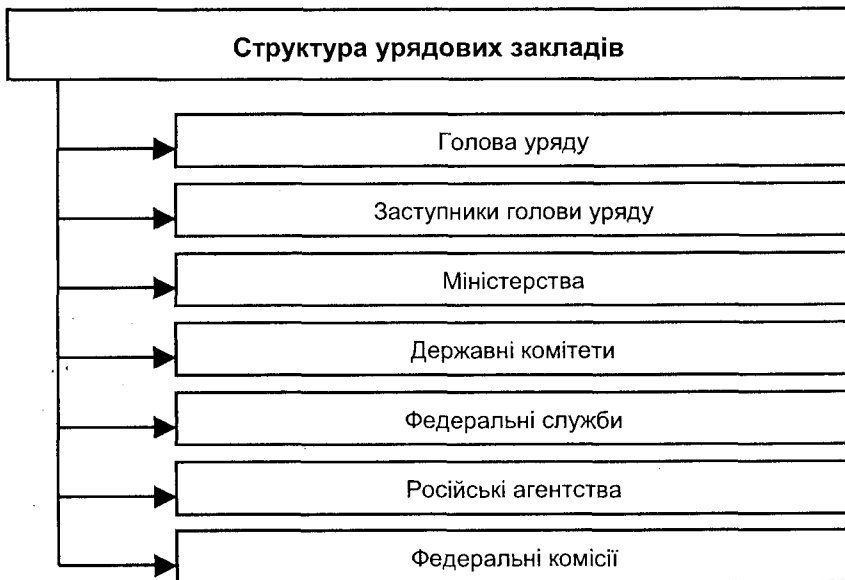 Структура урядових закладів
Голова уряду
Заступники голови уряду
Міністерства
Державні комітети
Федеральні служби
Російські агентства
Федеральні комісії